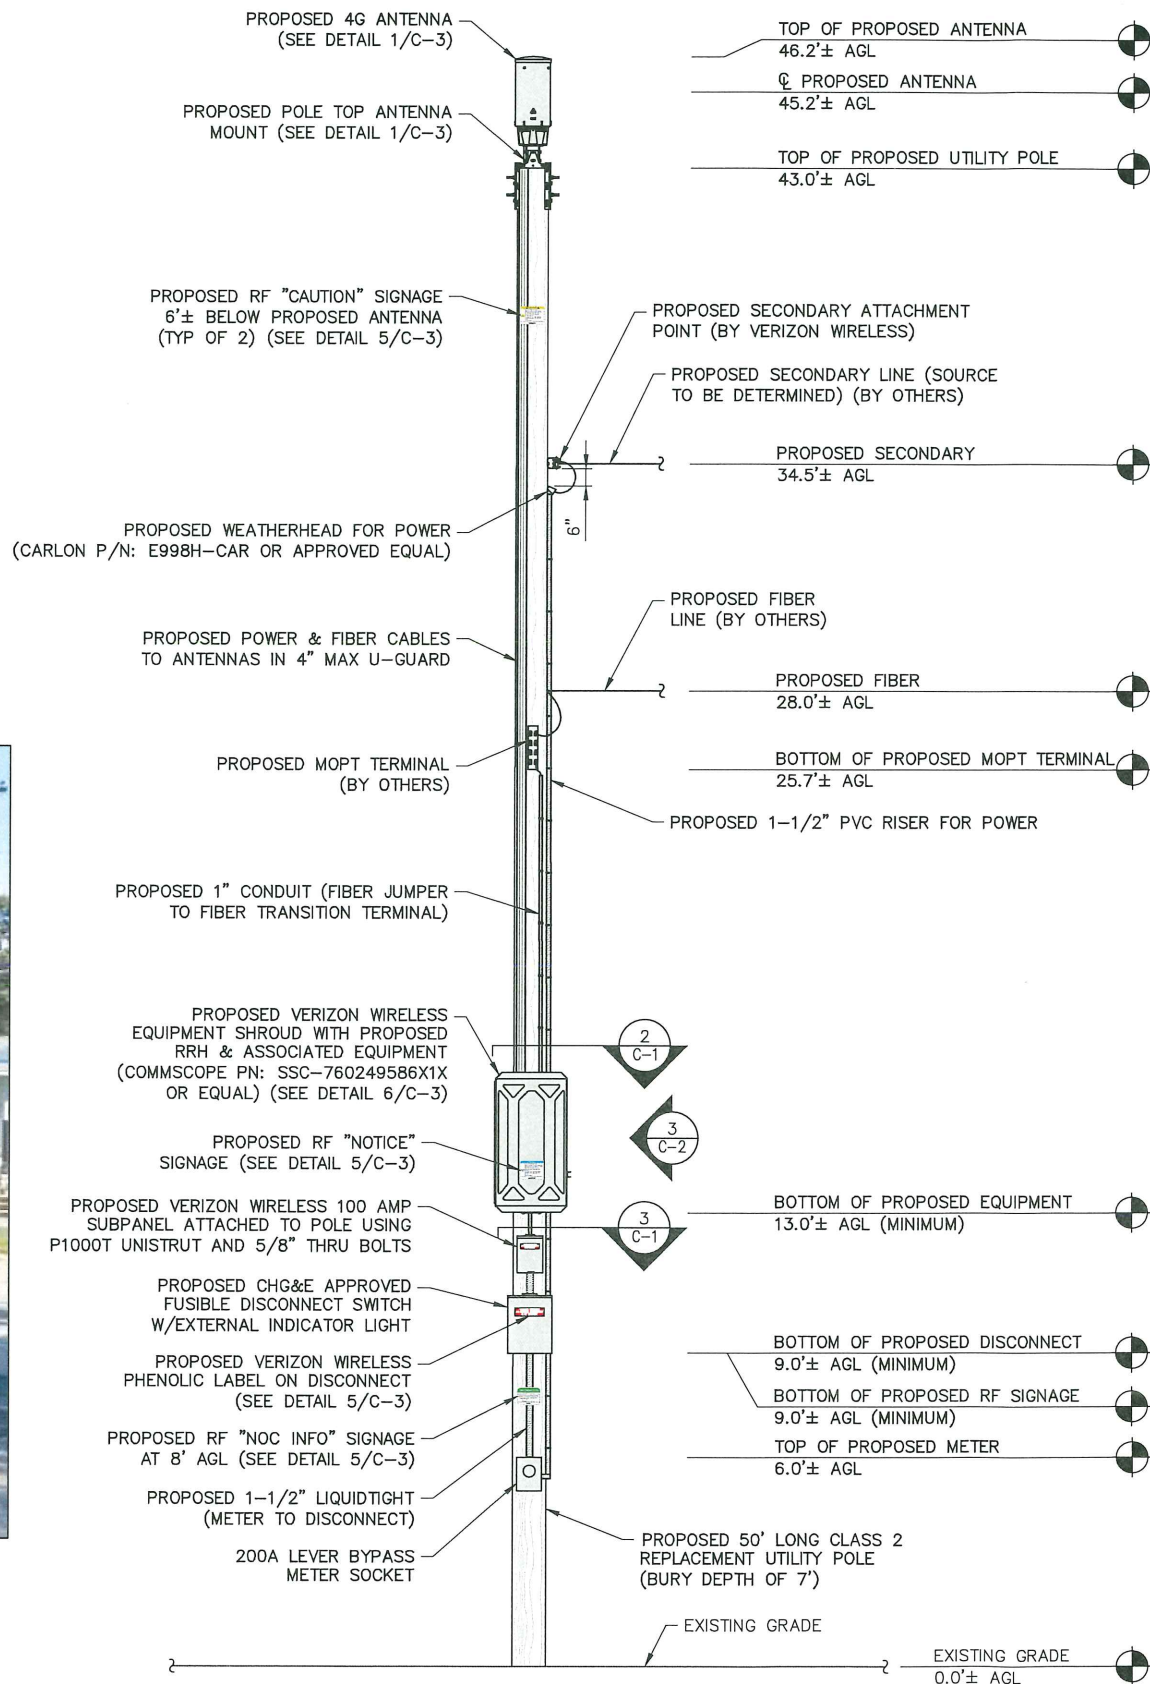 PROPOSED 4G ANTENNA
(SEE DETAIL 1/C-3)
TOP OF PROPOSED ANTENNA
46.2'± AGL
℄ PROPOSED ANTENNA
45.2'± AGL
PROPOSED POLE TOP ANTENNA
MOUNT (SEE DETAIL 1/C-3)
TOP OF PROPOSED UTILITY POLE
43.0'± AGL
PROPOSED RF "CAUTION" SIGNAGE
6'± BELOW PROPOSED ANTENNA
(TYP OF 2) (SEE DETAIL 5/C-3)
PROPOSED SECONDARY ATTACHMENT
POINT (BY VERIZON WIRELESS)
PROPOSED SECONDARY LINE (SOURCE
TO BE DETERMINED) (BY OTHERS)
PROPOSED SECONDARY
34.5'± AGL
6"
PROPOSED WEATHERHEAD FOR POWER
(CARLON P/N: E998H-CAR OR APPROVED EQUAL)
PROPOSED FIBER
LINE (BY OTHERS)
PROPOSED POWER & FIBER CABLES
TO ANTENNAS IN 4" MAX U-GUARD
PROPOSED FIBER
28.0'± AGL
PROPOSED MOPT TERMINAL
(BY OTHERS)
BOTTOM OF PROPOSED MOPT TERMINAL
25.7'± AGL
PROPOSED 1-1/2" PVC RISER FOR POWER
PROPOSED 1" CONDUIT (FIBER JUMPER
TO FIBER TRANSITION TERMINAL)
PROPOSED VERIZON WIRELESS
EQUIPMENT SHROUD WITH PROPOSED
RRH & ASSOCIATED EQUIPMENT
(COMMSCOPE PN: SSC-760249586X1X
OR EQUAL) (SEE DETAIL 6/C-3)
2
C-1
3
C-2
PROPOSED RF "NOTICE"
SIGNAGE (SEE DETAIL 5/C-3)
PROPOSED VERIZON WIRELESS 100 AMP
SUBPANEL ATTACHED TO POLE USING
P1000T UNISTRUT AND 5/8" THRU BOLTS
3
C-1
BOTTOM OF PROPOSED EQUIPMENT
13.0'± AGL (MINIMUM)
PROPOSED CHG&E APPROVED
FUSIBLE DISCONNECT SWITCH
W/EXTERNAL INDICATOR LIGHT
PROPOSED VERIZON WIRELESS
PHENOLIC LABEL ON DISCONNECT
(SEE DETAIL 5/C-3)
BOTTOM OF PROPOSED DISCONNECT
9.0'± AGL (MINIMUM)
BOTTOM OF PROPOSED RF SIGNAGE
9.0'± AGL (MINIMUM)
PROPOSED RF "NOC INFO" SIGNAGE
AT 8' AGL (SEE DETAIL 5/C-3)
TOP OF PROPOSED METER
6.0'± AGL
PROPOSED 1-1/2" LIQUIDTIGHT
(METER TO DISCONNECT)
200A LEVER BYPASS
METER SOCKET
PROPOSED 50' LONG CLASS 2
REPLACEMENT UTILITY POLE
(BURY DEPTH OF 7')
EXISTING GRADE
EXISTING GRADE
0.0'± AGL